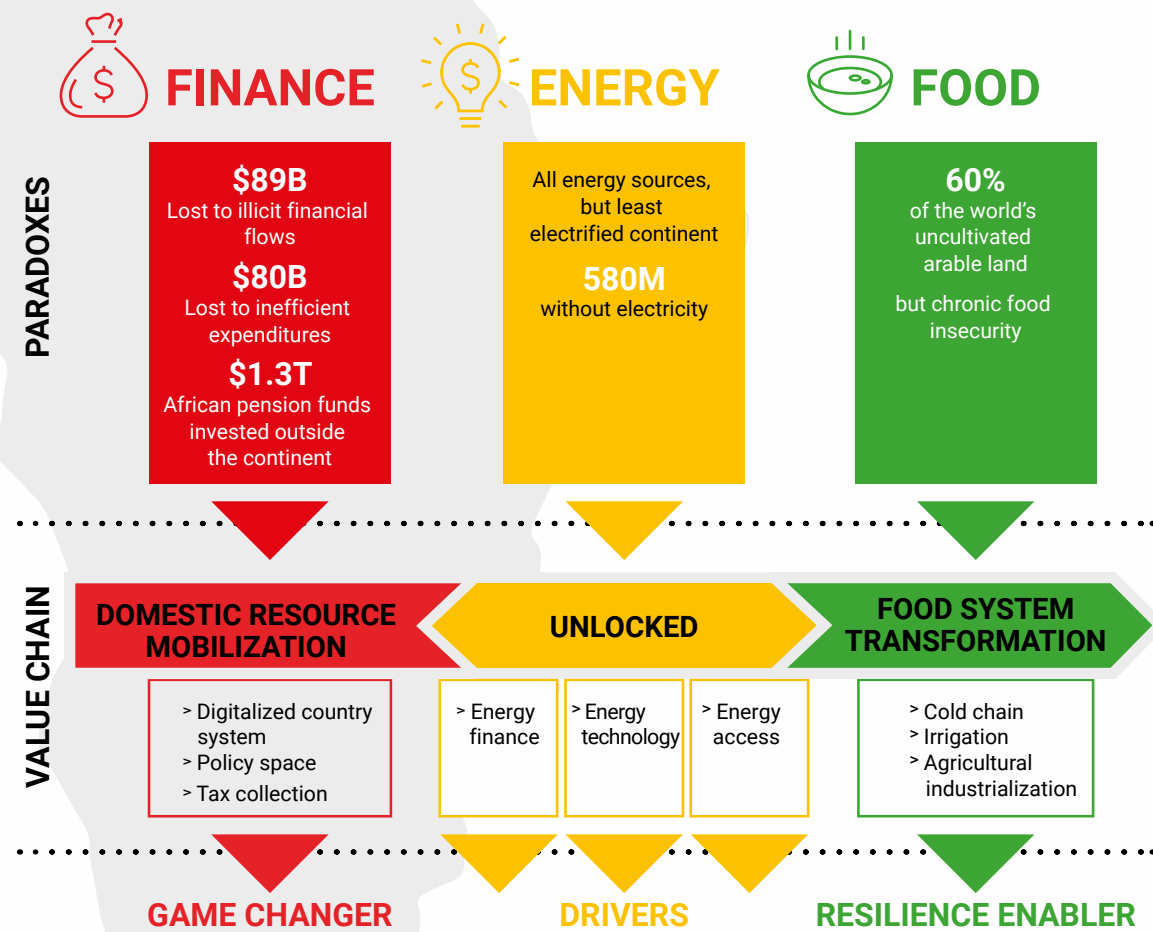 $
FINANCE
$
ENERGY
FOOD
PARADOXES
$89B
Lost to illicit financial
flows
$80B
Lost to inefficient
expenditures
$1.3T
African pension funds
invested outside
the continent
All energy sources,
but least
electrified continent
580M
without electricity
60%
of the world's
uncultivated
arable land
but chronic food
insecurity
VALUE CHAIN
DOMESTIC RESOURCE
MOBILIZATION
UNLOCKED
FOOD SYSTEM
TRANSFORMATION
> Digitalized country
system
> Policy space
> Tax collection
> Energy
finance
> Energy
technology
> Energy
access
> Cold chain
> Irrigation
> Agricultural
industrialization
GAME CHANGER
DRIVERS
RESILIENCE ENABLER